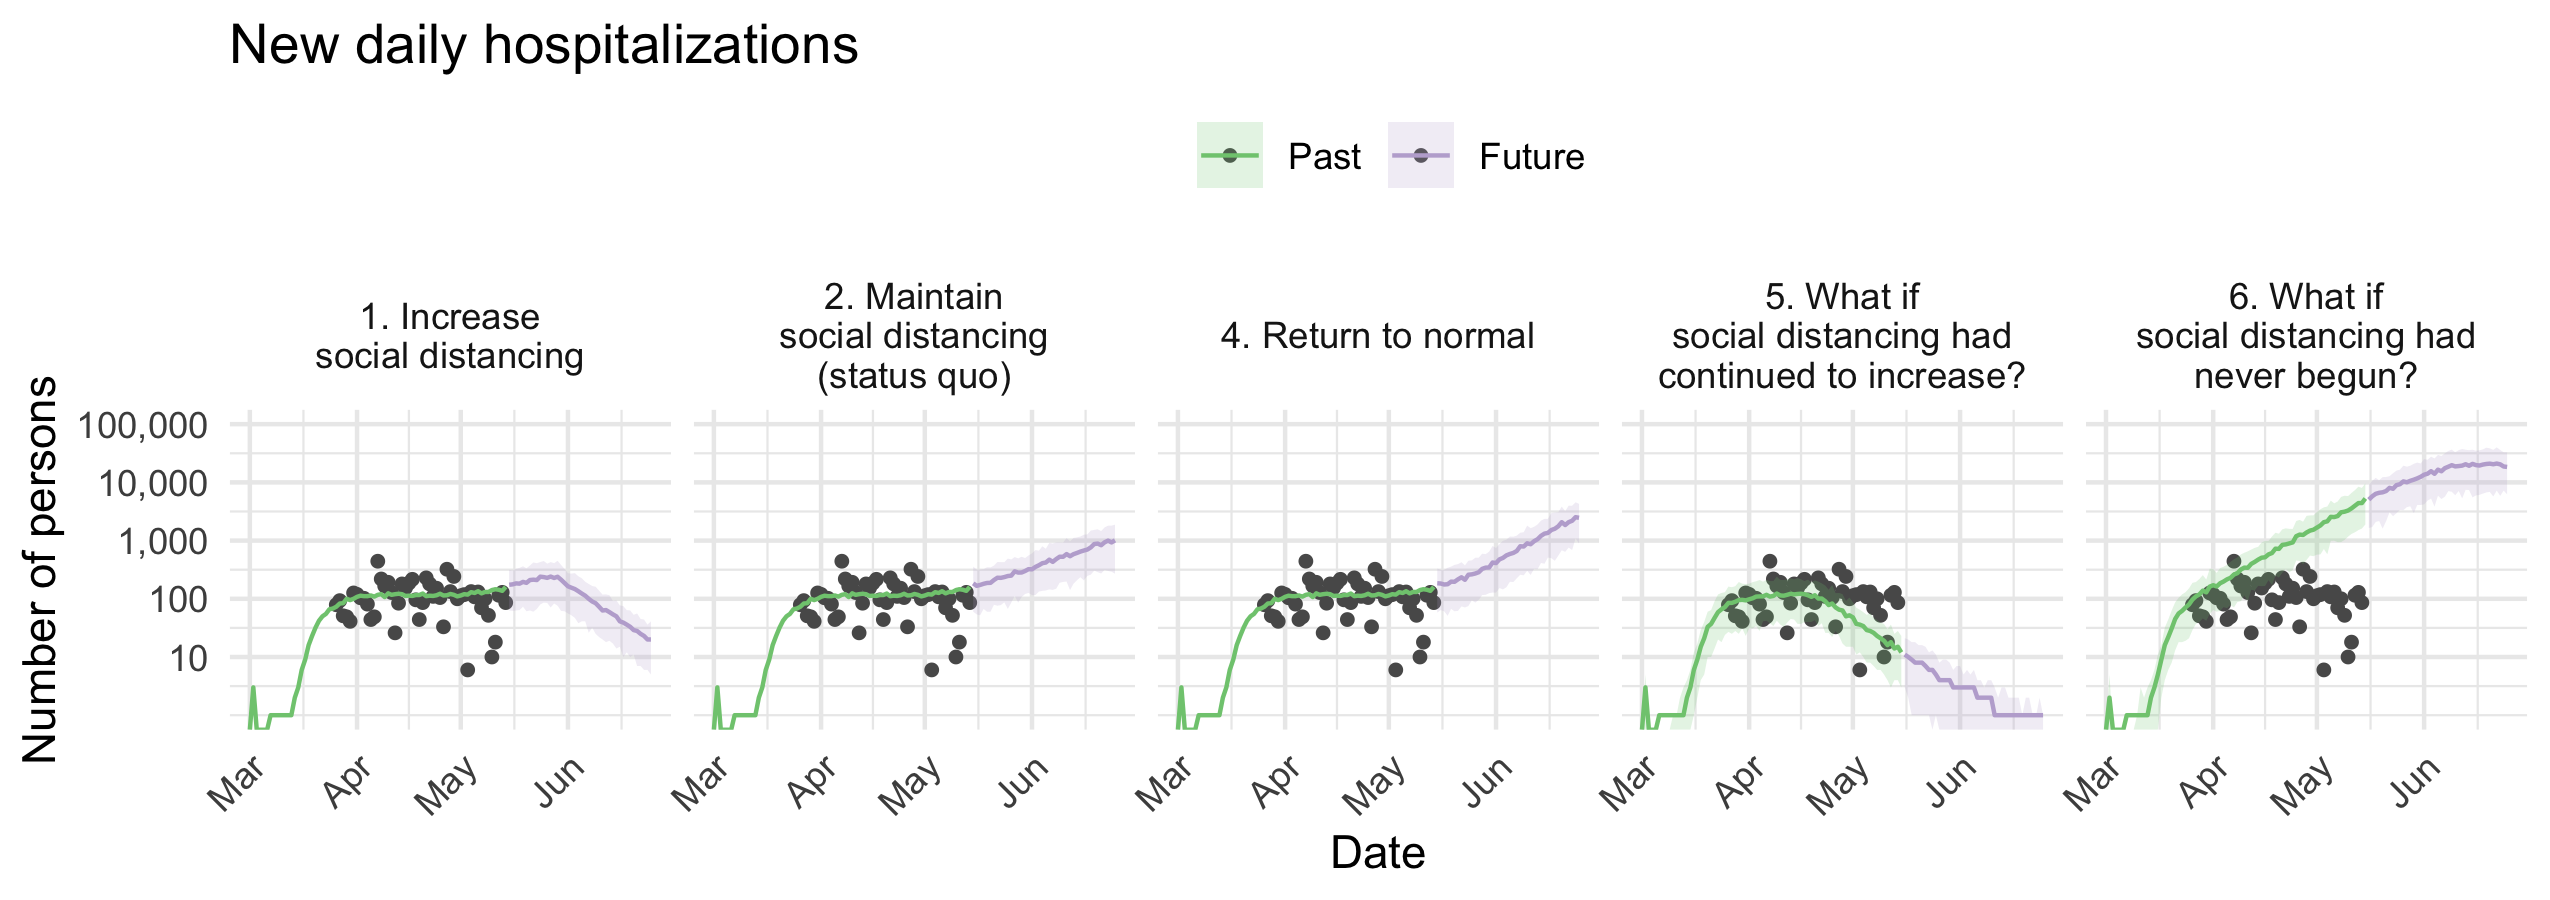 New daily hospitalizations
Past
Future
1. Increase
social distancing
2. Maintain
social distancing
(status quo)
4. Return to normal
5. What if
social distancing had
continued to increase?
6. What if
social distancing had
never begun?
Number of persons
100,000
10,000
1,000
100
10
Mar
Apr
May
Jun
Mar
Apr
May
Jun
Mar
Apr
May
Jun
Mar
Apr
May
Jun
Mar
Apr
May
Jun
Date